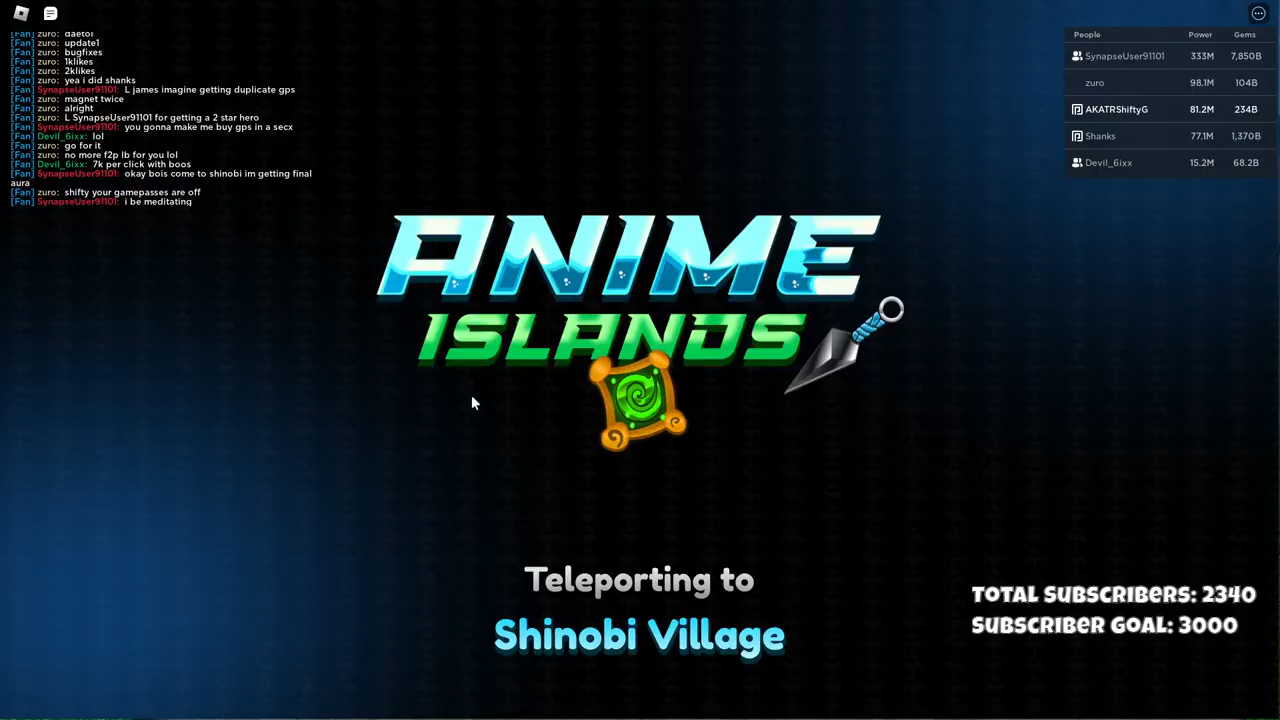 [Fan] zuro: daetoi
[Fan] zuro: update1
[Fan] zuro: bugfixes
[Fan] zuro: 1klikes
[Fan] zuro: 2klikes
[Fan] zuro: yea i did shanks
[Fan] SynapseUser91101: L james imagine getting duplicate gps
[Fan] zuro: magnet twice
[Fan] zuro: alright
[Fan] zuro: L SynapseUser91101 for getting a 2 star hero
[Fan] SynapseUser91101: you gonna make me buy gps in a secx
[Fan] Devil_6ixx: lol
[Fan] zuro: go for it
[Fan] zuro: no more f2p lb for you lol
[Fan] Devil_6ixx: 7k per click with boos
[Fan] SynapseUser91101: okay bois come to shinobi im getting final
aura
[Fan] zuro: shifty your gamepasses are off
[Fan] SynapseUser91101: i be meditating
People Power Gems
SynapseUser91101 333M 7,850B
zuro 98.1M 104B
AKATRShiftyG 81.2M 234B
Shanks 77.1M 1,370B
Devil_6ixx 15.2M 68.2B
ANIME
ISLANDS
Teleporting to
Shinobi Village
Total Subscribers: 2340
Subscriber Goal: 3000